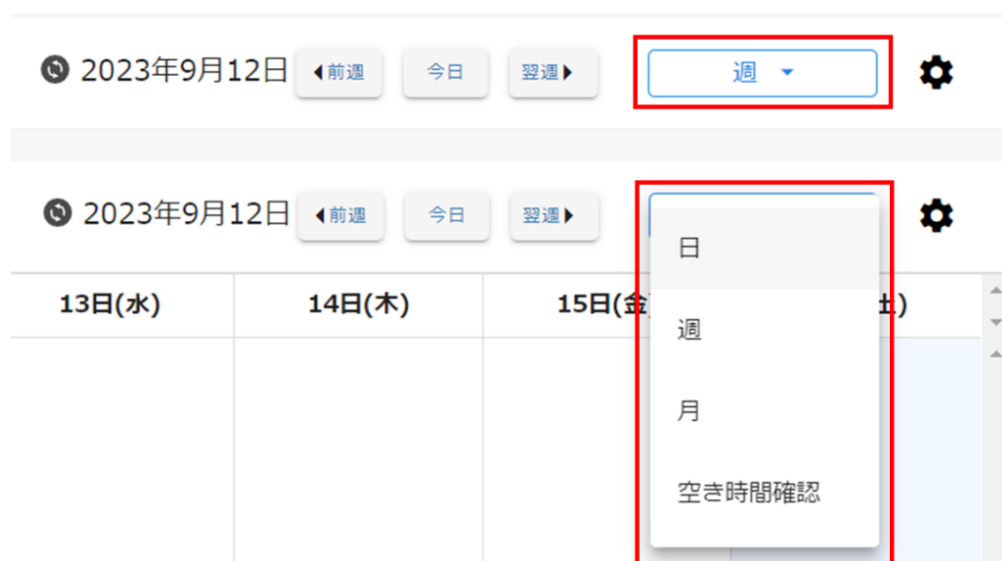 2023年9月12日 前週 今日 翌週 週
2023年9月12日 前週 今日 翌週
日
13日(水) 14日(木) 15日(金) 土)
週
月
空き時間確認